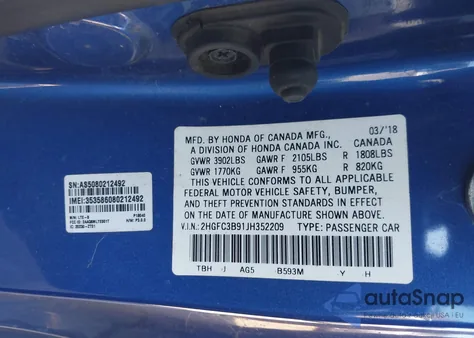 SN:AS5080212492
IMEI:353586080212492
MFD. BY HONDA OF CANADA MFG., 03/'18
A DIVISION OF HONDA CANADA INC. CANADA
GVWR 3902LBS GAWR F 2105LBS R 1808LBS
GVWR 1770KG GAWR F 955KG R 820KG
THIS VEHICLE CONFORMS TO ALL APPLICABLE
FEDERAL MOTOR VEHICLE SAFETY, BUMPER,
AND THEFT PREVENTION STANDARDS IN EFFECT
ON THE DATE OF MANUFACTURE SHOWN ABOVE.
V.I.N.: 2HGFC3B91JH352209 TYPE: PASSENGER CAR
TBH J AG5 B593M Y H
autoSnap